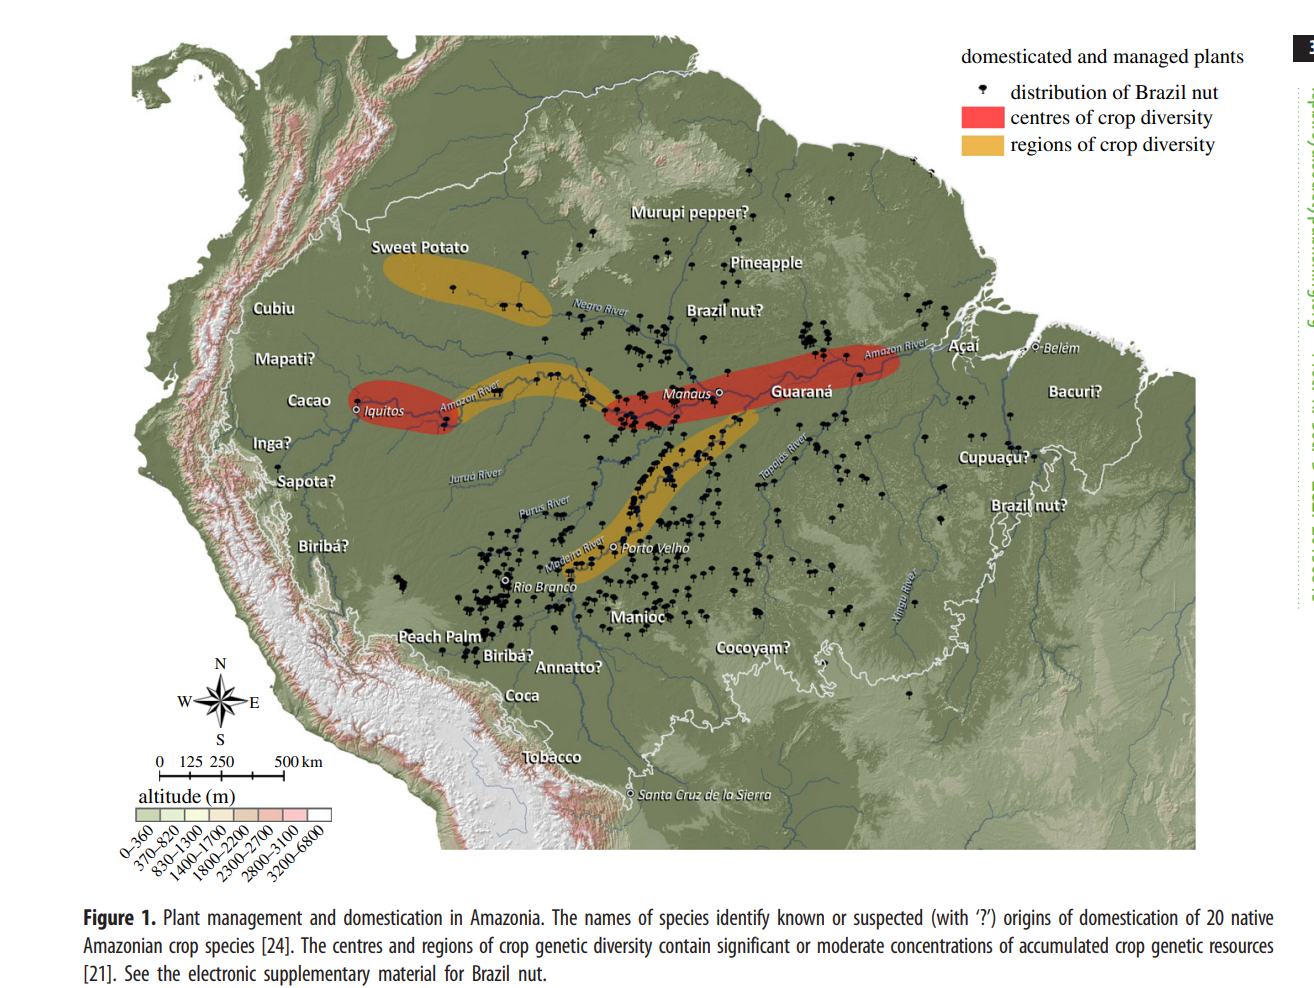 domesticated and managed plants
distribution of Brazil nut
centres of crop diversity
regions of crop diversity
3
Murupi pepper?
Sweet Potato
Pineapple
Cubiu
Negro River
Brazil nut?
Mapati?
Amazon River
Açaí
Belém
Cacao
Iquitos
Amazon River
Manaus
Guaraná
Bacuri?
Inga?
Sapota?
Juruá River
Tapajós River
Cupuaçu?
Purus River
Brazil nut?
Biribá?
Madeira River
Porto Velho
Rio Branco
Xingu River
Manioc
Peach Palm
Biribá?
Annatto?
Cocoyam?
Coca
Tobacco
Santa Cruz de la Sierra
N
W E
S
0 125 250 500 km
altitude (m)
0–360
370–820
830–1300
1400–1700
1800–2200
2300–2700
2800–3100
3200–6800
Figure 1. Plant management and domestication in Amazonia. The names of species identify known or suspected (with ‘?’) origins of domestication of 20 native
Amazonian crop species [24]. The centres and regions of crop genetic diversity contain significant or moderate concentrations of accumulated crop genetic resources
[21]. See the electronic supplementary material for Brazil nut.